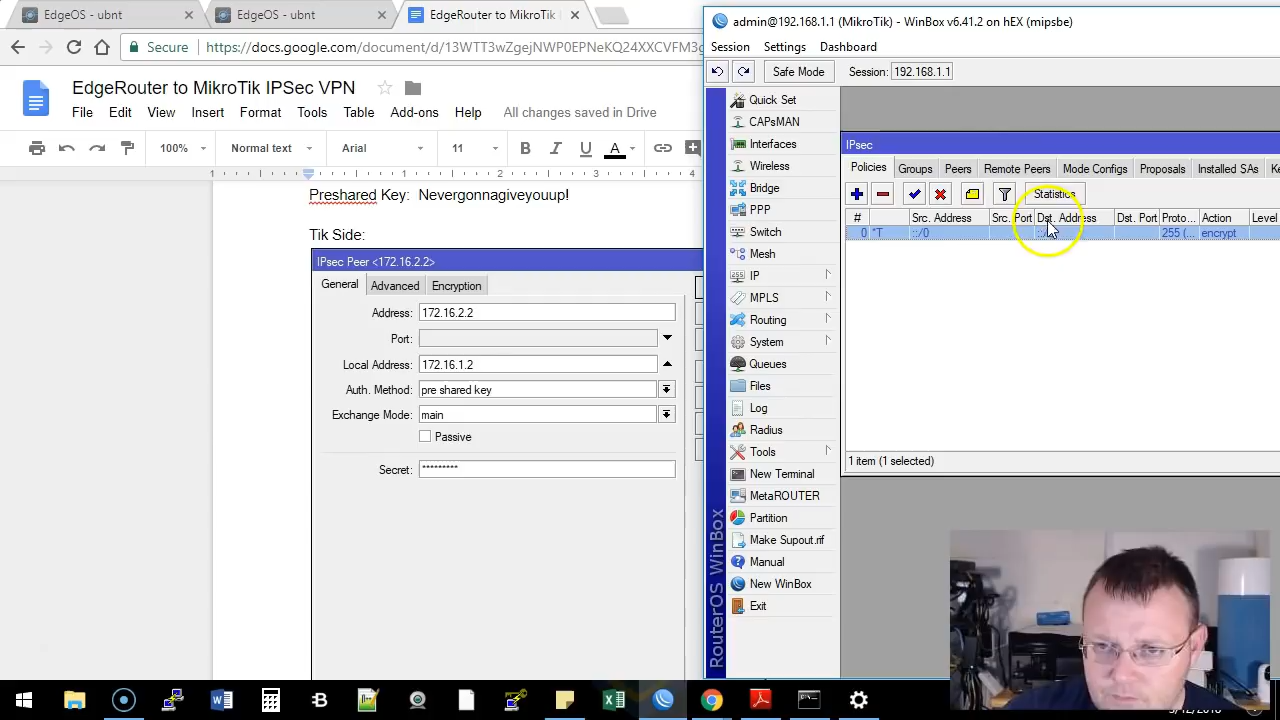 EdgeOS - ubnt
EdgeOS - ubnt
EdgeRouter to MikroTik
Secure
https://docs.google.com/document/d/13WTT3wZgejNWP0EPNeKQ24XXCVFM3
EdgeRouter to MikroTik IPSec VPN
File Edit View Insert Format Tools Table Add-ons Help All changes saved in Drive
100% Normal text Arial 11 B I U A
1 2 3 4
Preshared Key: Nevergonnagiveyouup!
Tik Side:
IPsec Peer <172.16.2.2>
General Advanced Encryption
Address: 172.16.2.2
Port:
Local Address: 172.16.1.2
Auth. Method: pre shared key
Exchange Mode: main
Passive
Secret: *********
admin@192.168.1.1 (MikroTik) - WinBox v6.41.2 on hEX (mipsbe)
Session Settings Dashboard
Safe Mode Session: 192.168.1.1
Quick Set
CAPsMAN
Interfaces
Wireless
Bridge
PPP
Switch
Mesh
IP
MPLS
Routing
System
Queues
Files
Log
Radius
Tools
New Terminal
MetaROUTER
Partition
Make Supout.rif
Manual
New WinBox
Exit
RouterOS WinBox
IPsec
Policies Groups Peers Remote Peers Mode Configs Proposals Installed SAs Ke
Statistics
# Src. Address Src. Port Dst. Address Dst. Port Proto... Action Level
0 *T ::/0 ::/ 255 (... encrypt
1 item (1 selected)